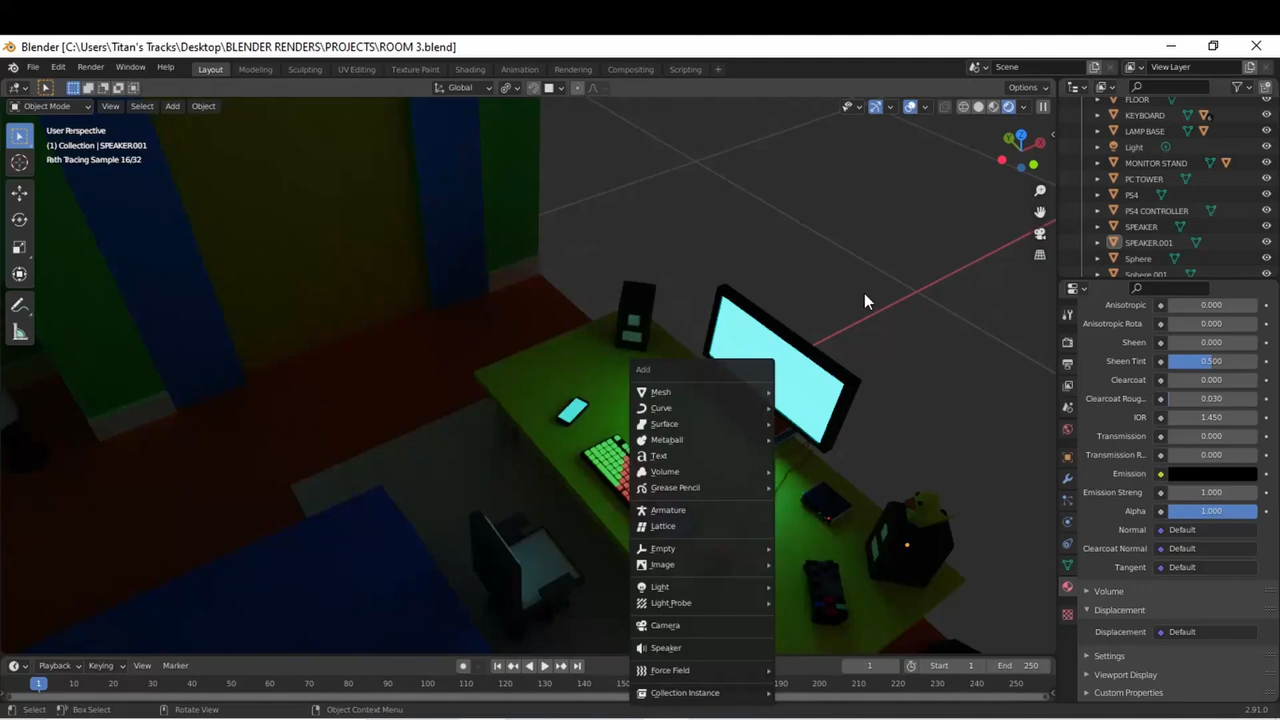 Blender [C:\Users\Titan's Tracks\Desktop\BLENDER RENDERS\PROJECTS\ROOM 3.blend]
File Edit Render Window Help Layout Modeling Sculpting UV Editing Texture Paint Shading Animation Rendering Compositing Scripting + Scene View Layer
Global Options
Object Mode View Select Add Object
User Perspective
(1) Collection | SPEAKER001
Path Tracing Sample 16/32
FLOOR
KEYBOARD
LAMP BASE
Light
MONITOR STAND
PC TOWER
PS4
PS4 CONTROLLER
SPEAKER
SPEAKER.001
Sphere
Sphere.001
Add
Mesh
Curve
Surface
Metaball
Text
Volume
Grease Pencil
Armature
Lattice
Empty
Image
Light
Light Probe
Camera
Speaker
Force Field
Collection Instance
Anisotropic 0.000
Anisotropic Rota 0.000
Sheen 0.000
Sheen Tint 0.500
Clearcoat 0.000
Clearcoat Roug... 0.030
IOR 1.450
Transmission 0.000
Transmission R... 0.000
Emission
Emission Streng 1.000
Alpha 1.000
Normal Default
Clearcoat Normal Default
Tangent Default
Volume
Displacement
Displacement Default
Settings
Viewport Display
Custom Properties
Playback Keying View Marker 1 Start 1 End 250
1 10 20 30 40 50 60 70 80 90 100 110 120 130 140 150 200 210 220 230 240 250
Select Box Select Rotate View Object Context Menu 2.91.0